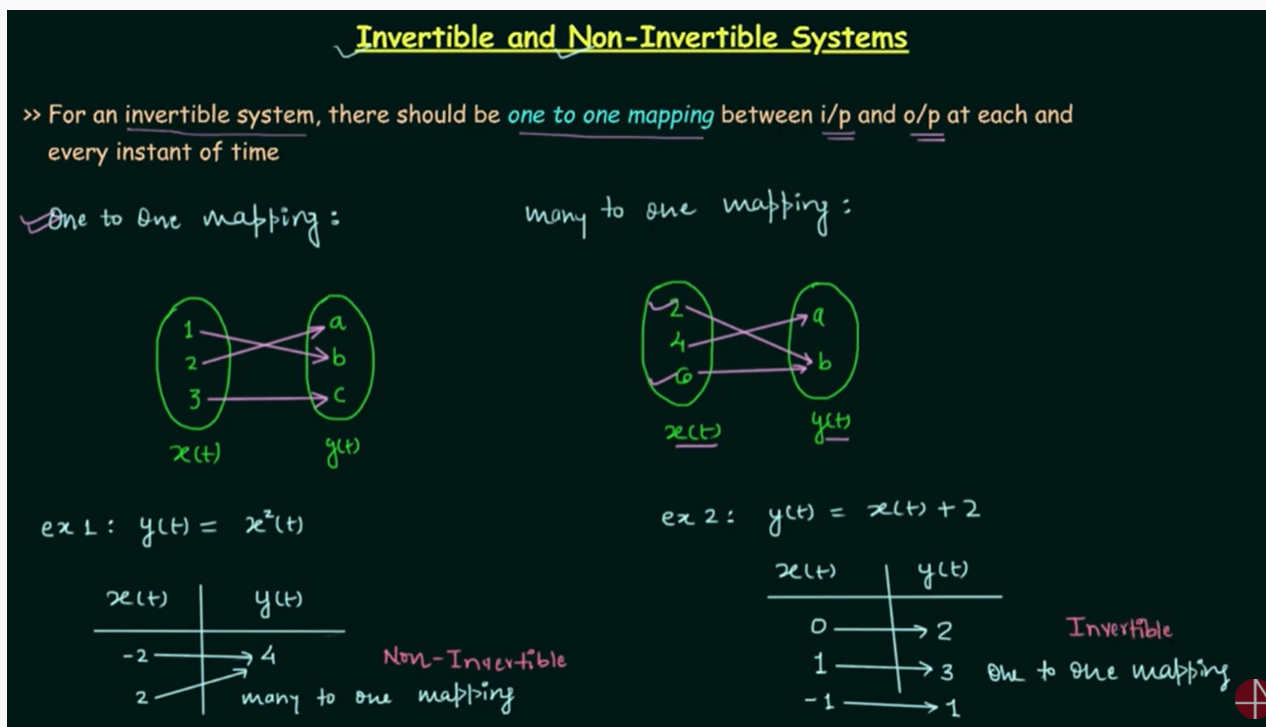 Invertible and Non-Invertible Systems
>> For an invertible system, there should be one to one mapping between i/p and o/p at each and
every instant of time
One to One mapping :
many to one mapping :
1
2
3
a
b
c
x(t)
y(t)
2
4
6
a
b
x(t)
y(t)
ex 1 : y(t) = x²(t)
x(t) y(t)
-2 4
2
Non-Invertible
many to one mapping
ex 2 : y(t) = x(t) + 2
x(t) y(t)
0 2
1 3
-1 1
Invertible
one to one mapping